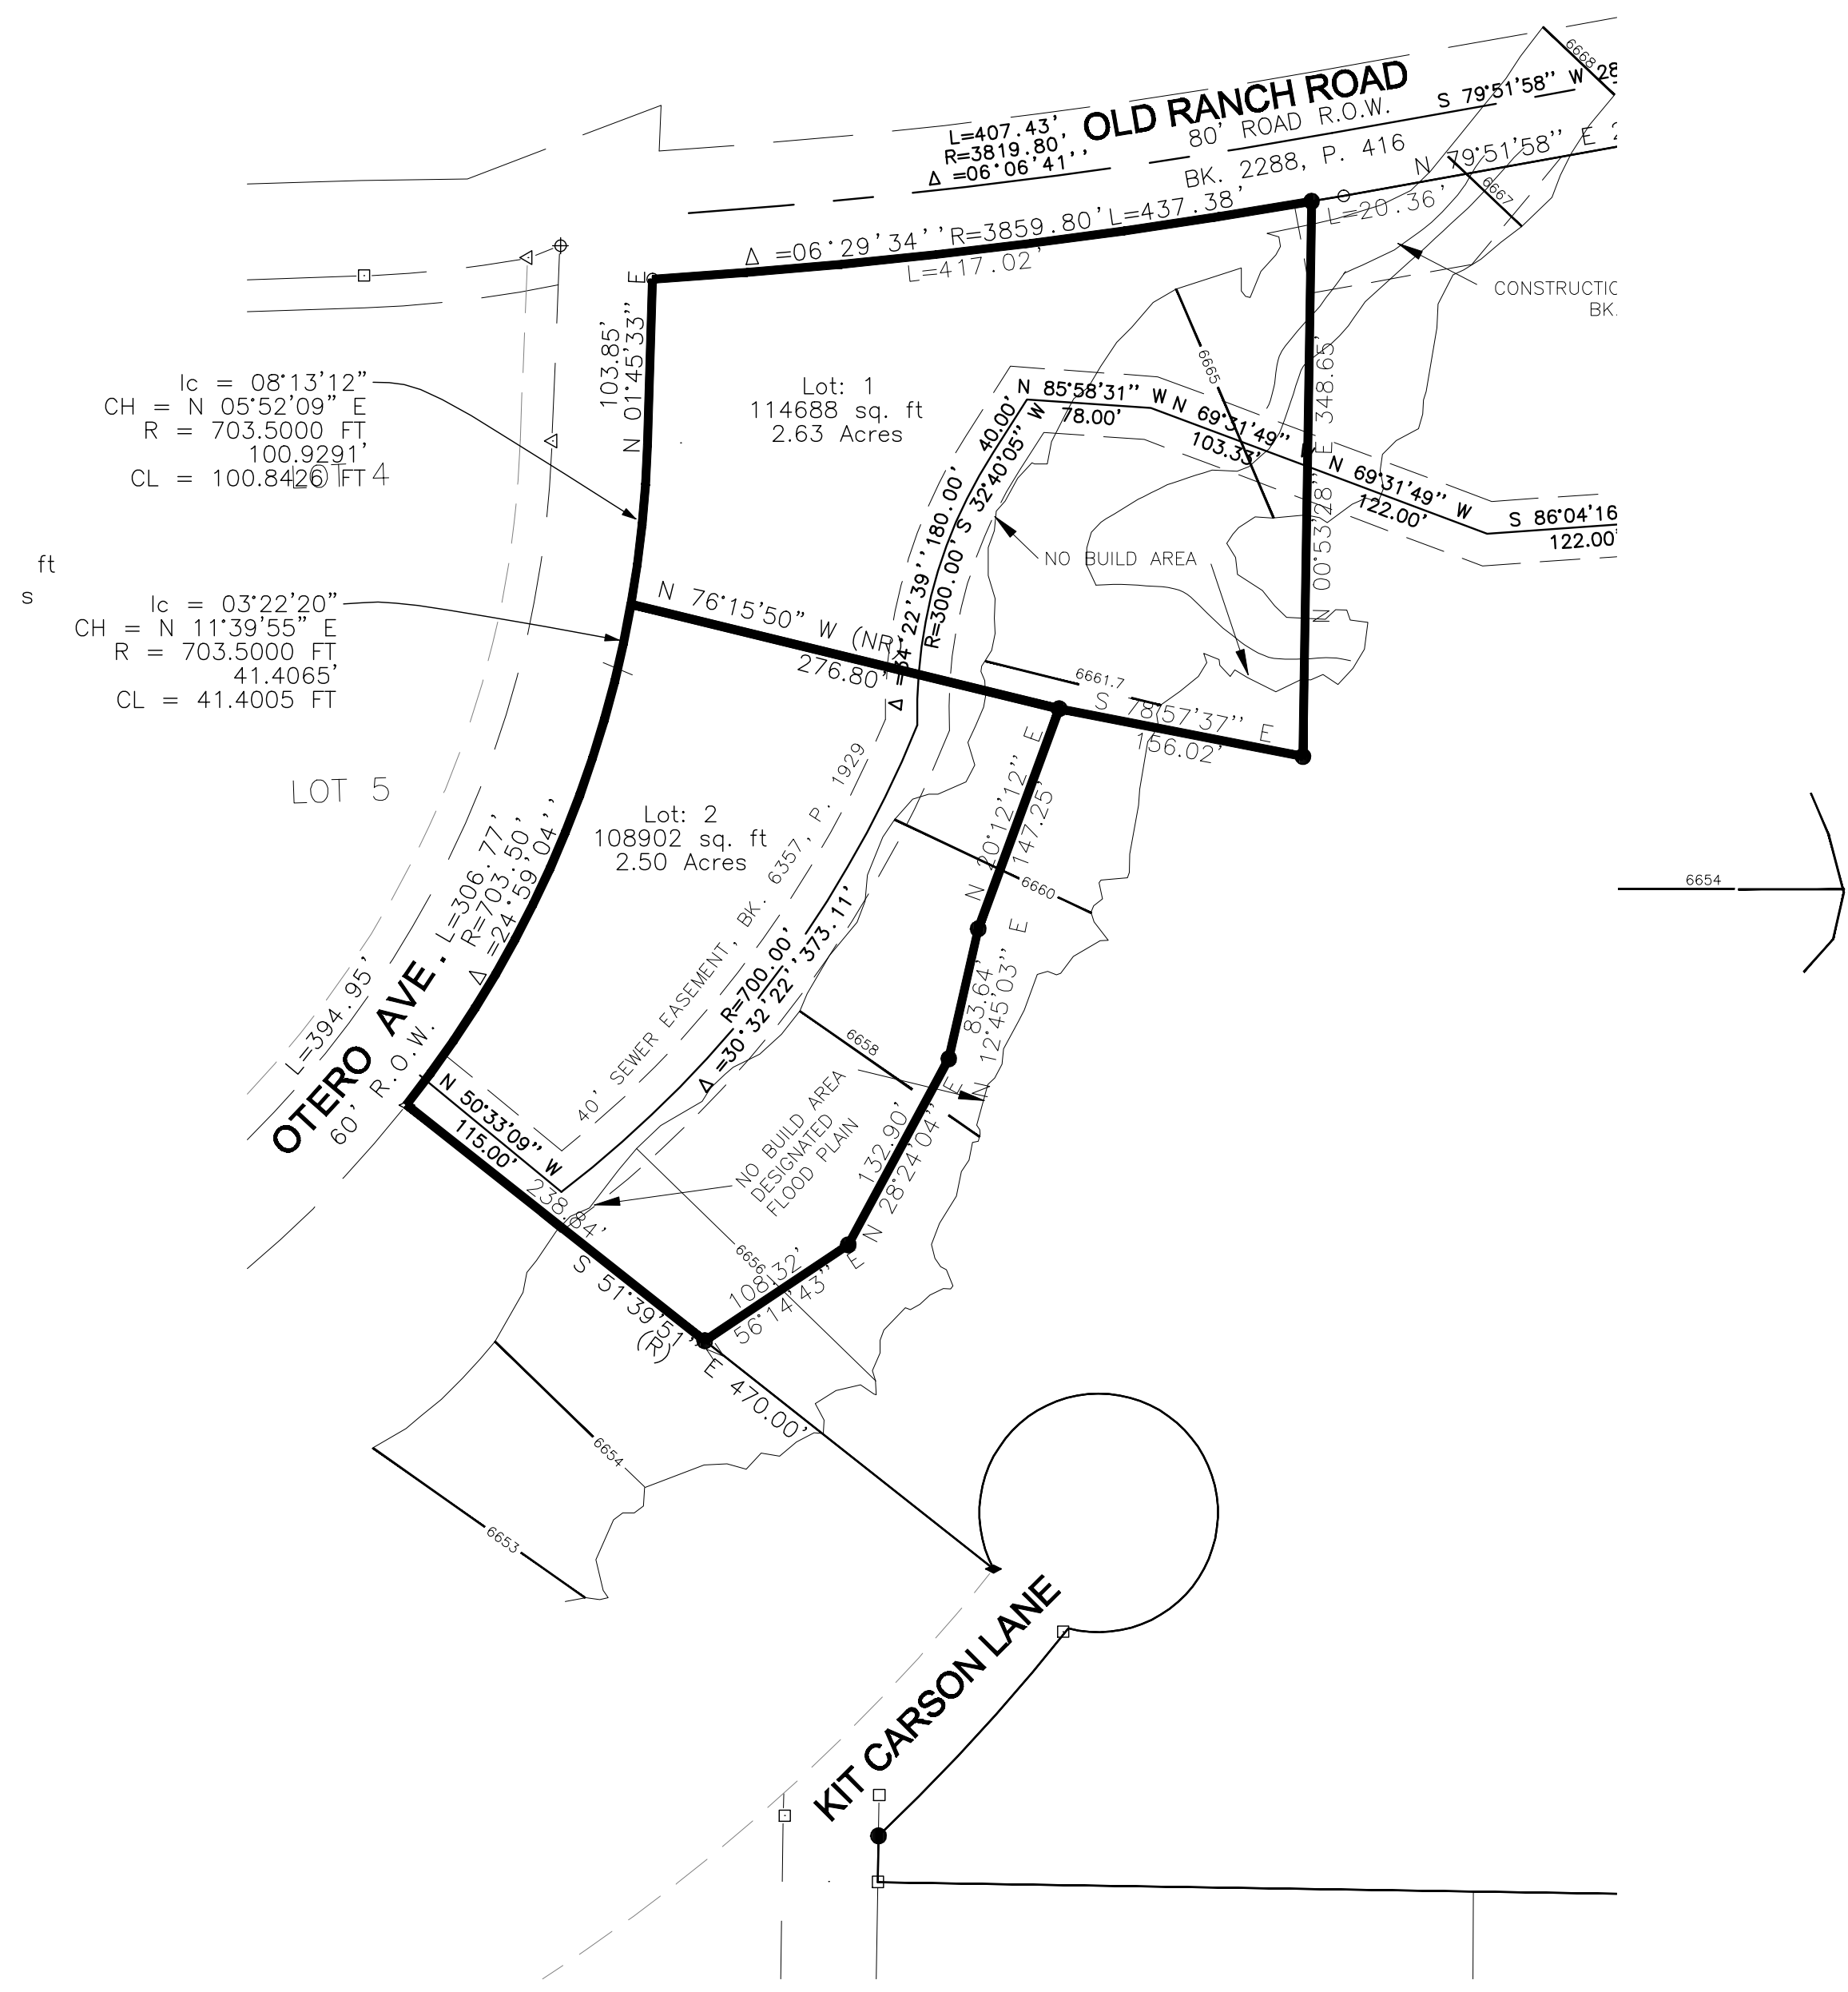 6668
OLD RANCH ROAD
S 79°51'58" W 28
L=407.43',
R=3819.80',
Δ =06°06'41''
80' ROAD R.O.W.
BK. 2288, P. 416
N 79°51'58'' E
6667
L=20.36'
Δ =06°29'34''R=3859.80'L=437.38'
L=417.02'
CONSTRUCTIO
BK.
103.85'
N 01°45'33" E
Ic = 08°13'12"
CH = N 05°52'09" E
R = 703.5000 FT
100.9291'
CL = 100.8426 FT
LOT 4
Lot: 1
114688 sq. ft
2.63 Acres
6665
N 85°58'31" W
78.00'
N 69°31'49"
103.33'
N 69°31'49" W
122.00'
S 86°04'16
122.00'
40.00'
S 32°40'05" W
180.00'
R=300.00'
Δ =34°22'39''
N 00°53'28'' E 348.65'
NO BUILD AREA
ft
s
Ic = 03°22'20"
CH = N 11°39'55" E
R = 703.5000 FT
41.4065'
CL = 41.4005 FT
N 76°15'50" W (NR)
276.80'
6661.7
S 78°57'37'' E
156.02'
LOT 5
Lot: 2
108902 sq. ft
2.50 Acres
N 20°12'12'' E
147.25'
6660
6654
83.64'
N 12°45'03'' E
L=306.77'
R=703.50'
Δ =24°59'04''
40' SEWER EASEMENT, BK. 6357, P. 1929
R=700.00'
Δ =30°32'22'' 373.11'
6658
L=394.95'
OTERO AVE.
60' R.O.W.
N 50°33'09" W
115.00'
NO BUILD AREA
DESIGNATED
FLOOD PLAIN
132.90'
N 28°24'04'' E
238.84'
S 51°39'51'' E 470.00'
(R)
6656
108.32'
N 56°14'43'' E
6654
6653
KIT CARSON LANE